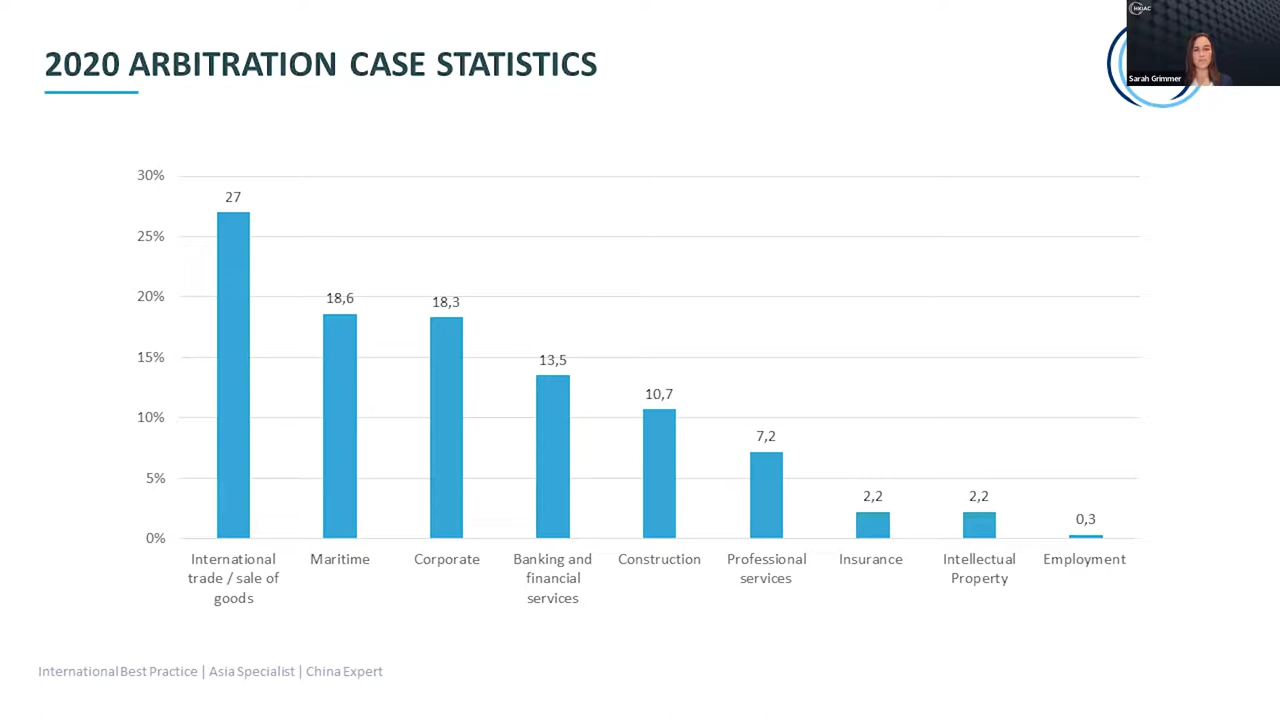 HKIAC
Sarah Grimmer
2020 ARBITRATION CASE STATISTICS
30%
25%
20%
15%
10%
5%
0%
27
18,6
18,3
13,5
10,7
7,2
2,2
2,2
0,3
International
trade / sale of
goods
Maritime
Corporate
Banking and
financial
services
Construction
Professional
services
Insurance
Intellectual
Property
Employment
International Best Practice | Asia Specialist | China Expert